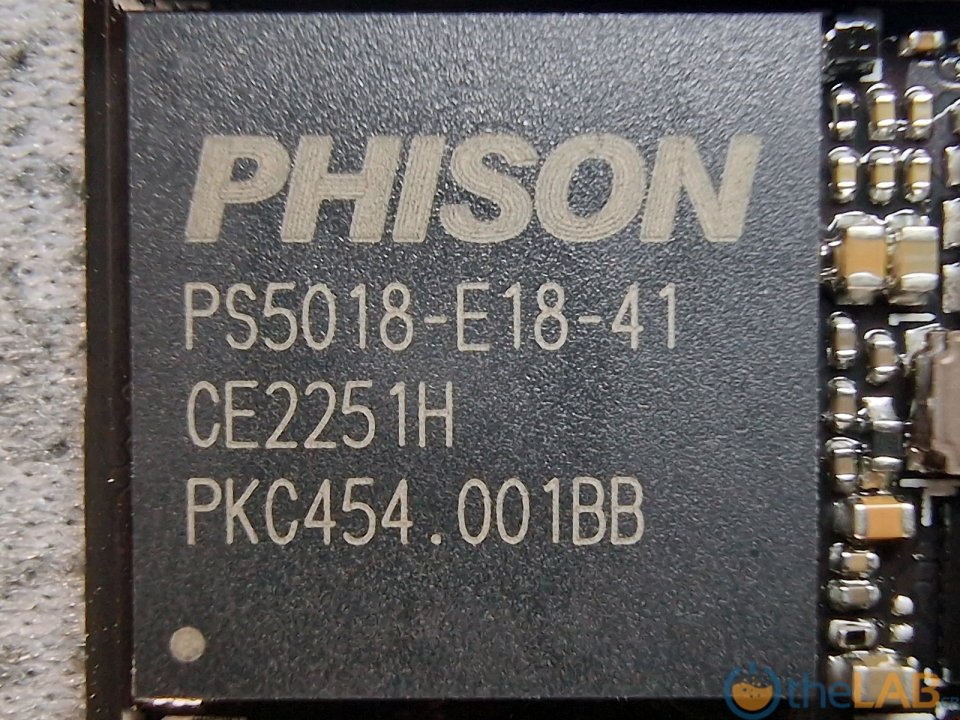 PHISON
PS5018-E18-41
CE2251H
PKC454.001BB
theLAB